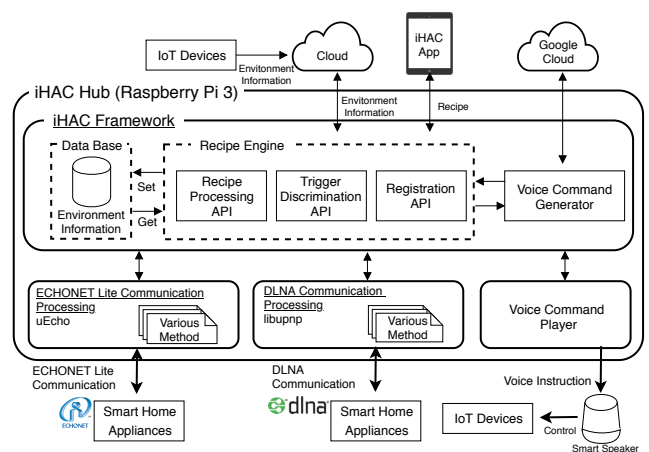 IoT Devices
Envitonment
Information
Cloud
iHAC
App
Google
Cloud
Envitonment
Information
Recipe
iHAC Hub (Raspberry Pi 3)
iHAC Framework
Data Base
Environment
Information
Set
Get
Recipe Engine
Recipe
Processing
API
Trigger
Discrimination
API
Registration
API
Voice Command
Generator
ECHONET Lite Communication
Processing
uEcho
Various
Method
DLNA Communication
Processing
libupnp
Various
Method
Voice Command
Player
ECHONET Lite
Communication
ECHONET
Smart Home
Appliances
DLNA
Communication
dlna
Smart Home
Appliances
Voice Instruction
IoT Devices
Control
Smart Speaker